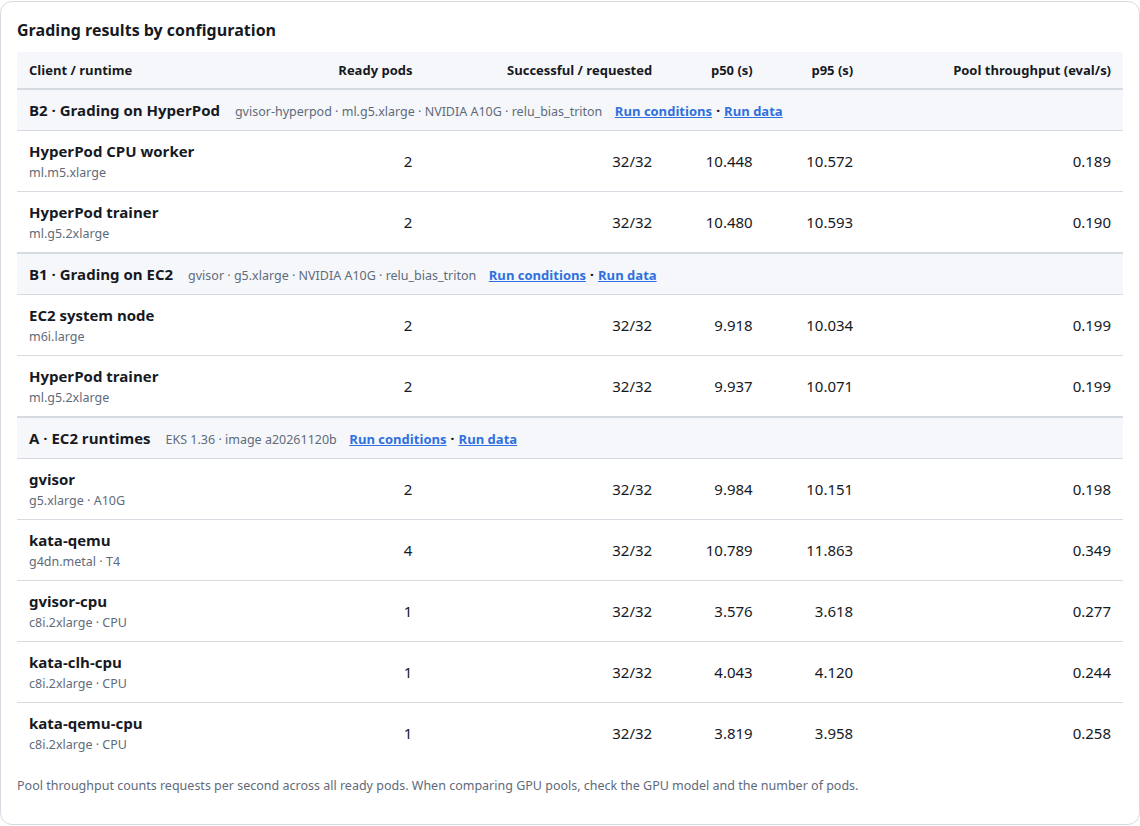 Grading results by configuration
Client / runtime Ready pods Successful / requested p50 (s) p95 (s) Pool throughput (eval/s)
B2 · Grading on HyperPod gvisor-hyperpod · ml.g5.xlarge · NVIDIA A10G · relu_bias_triton Run conditions · Run data
HyperPod CPU worker 2 32/32 10.448 10.572 0.189
ml.m5.xlarge
HyperPod trainer 2 32/32 10.480 10.593 0.190
ml.g5.2xlarge
B1 · Grading on EC2 gvisor · g5.xlarge · NVIDIA A10G · relu_bias_triton Run conditions · Run data
EC2 system node 2 32/32 9.918 10.034 0.199
m6i.large
HyperPod trainer 2 32/32 9.937 10.071 0.199
ml.g5.2xlarge
A · EC2 runtimes EKS 1.36 · image a20261120b Run conditions · Run data
gvisor 2 32/32 9.984 10.151 0.198
g5.xlarge · A10G
kata-qemu 4 32/32 10.789 11.863 0.349
g4dn.metal · T4
gvisor-cpu 1 32/32 3.576 3.618 0.277
c8i.2xlarge · CPU
kata-clh-cpu 1 32/32 4.043 4.120 0.244
c8i.2xlarge · CPU
kata-qemu-cpu 1 32/32 3.819 3.958 0.258
c8i.2xlarge · CPU
Pool throughput counts requests per second across all ready pods. When comparing GPU pools, check the GPU model and the number of pods.